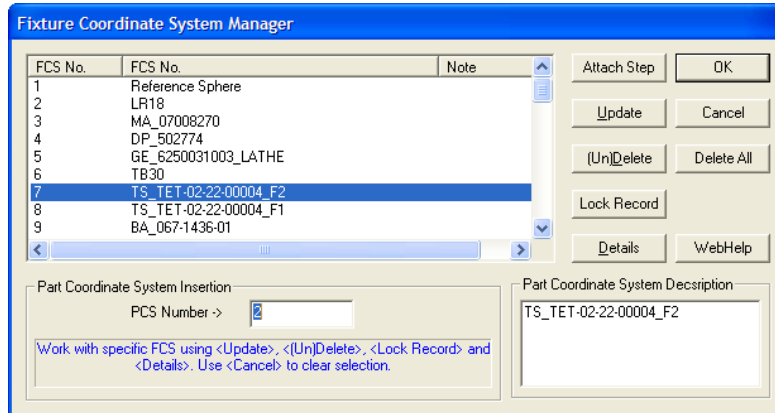 Fixture Coordinate System Manager
FCS No. FCS No. Note
1 Reference Sphere
2 LR18
3 MA_07008270
4 DP_502774
5 GE_6250031003_LATHE
6 TB30
7 TS_TET-02-22-00004_F2
8 TS_TET-02-22-00004_F1
9 BA_067-1436-01
Attach Step OK
Update Cancel
(Un)Delete Delete All
Lock Record
Details WebHelp
Part Coordinate System Insertion
PCS Number -> 2
Work with specific FCS using <Update>, <(Un)Delete>, <Lock Record> and
<Details>. Use <Cancel> to clear selection.
Part Coordinate System Decsription
TS_TET-02-22-00004_F2